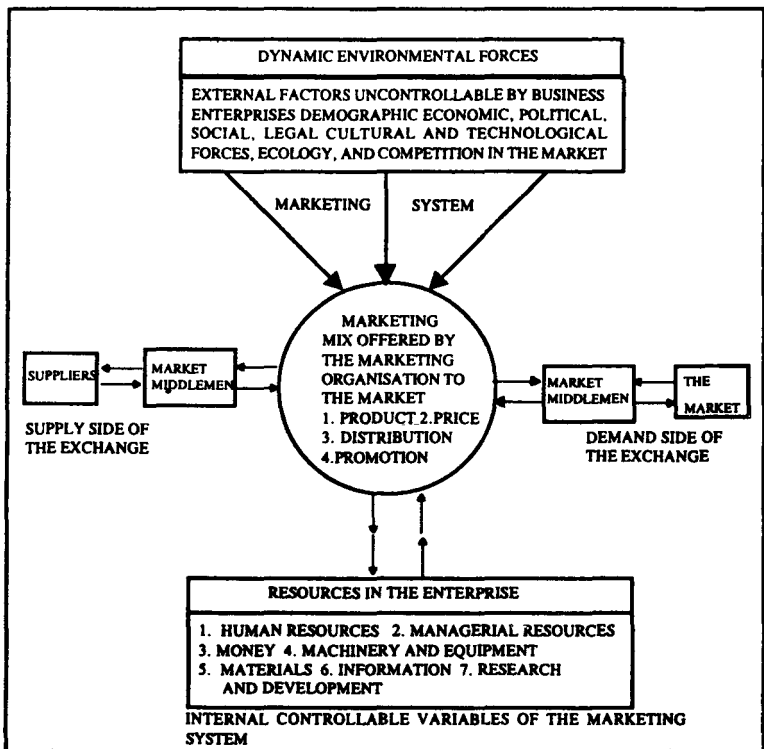 DYNAMIC ENVIRONMENTAL FORCES
EXTERNAL FACTORS UNCONTROLLABLE BY BUSINESS
ENTERPRISES DEMOGRAPHIC ECONOMIC, POLITICAL,
SOCIAL, LEGAL CULTURAL AND TECHNOLOGICAL
FORCES, ECOLOGY, AND COMPETITION IN THE MARKET
MARKETING SYSTEM
MARKETING
MIX OFFERED BY
THE MARKETING
ORGANISATION TO
THE MARKET
1. PRODUCT 2.PRICE
3. DISTRIBUTION
4.PROMOTION
SUPPLIERS
MARKET
MIDDLEMEN
SUPPLY SIDE OF
THE EXCHANGE
MARKET
MIDDLEMEN
THE
MARKET
DEMAND SIDE OF
THE EXCHANGE
RESOURCES IN THE ENTERPRISE
1. HUMAN RESOURCES 2. MANAGERIAL RESOURCES
3. MONEY 4. MACHINERY AND EQUIPMENT
5. MATERIALS 6. INFORMATION 7. RESEARCH
AND DEVELOPMENT
INTERNAL CONTROLLABLE VARIABLES OF THE MARKETING
SYSTEM